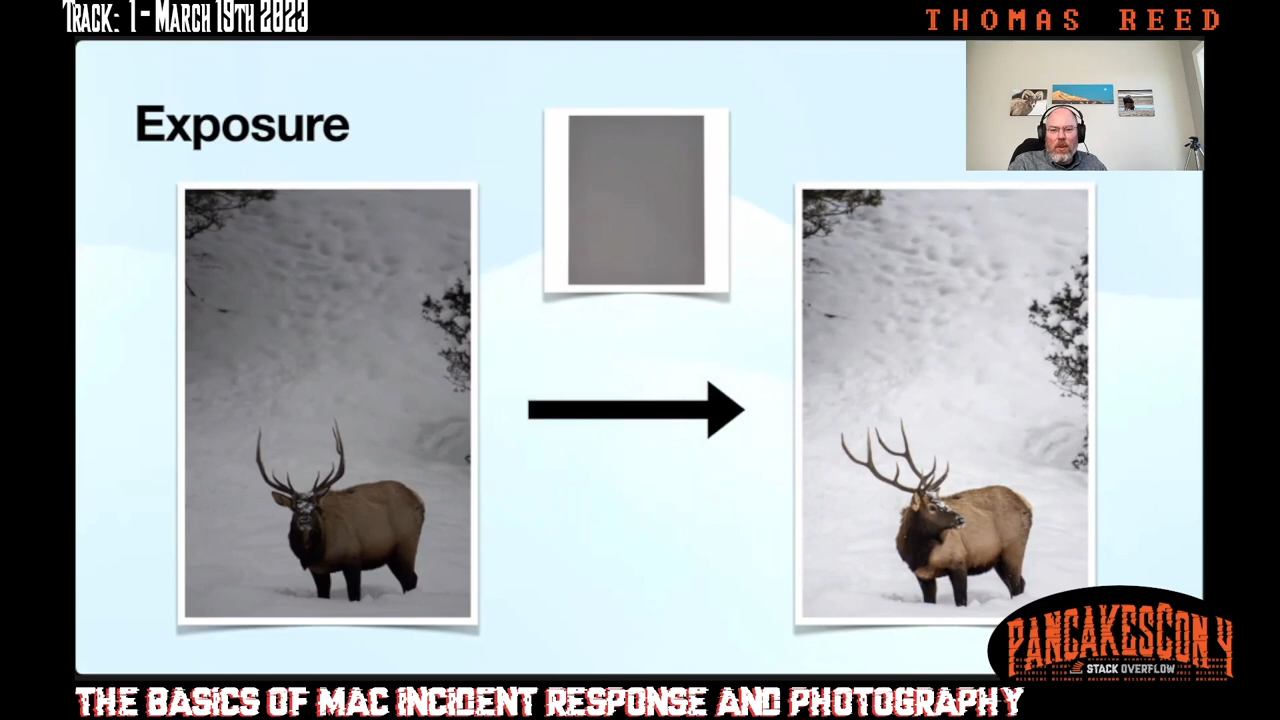 Track: 1 - March 19th 2023
THOMAS REED
Exposure
PANCAKESCON 4
STACK OVERFLOW
THE BASICS OF MAC INCIDENT RESPONSE AND PHOTOGRAPHY